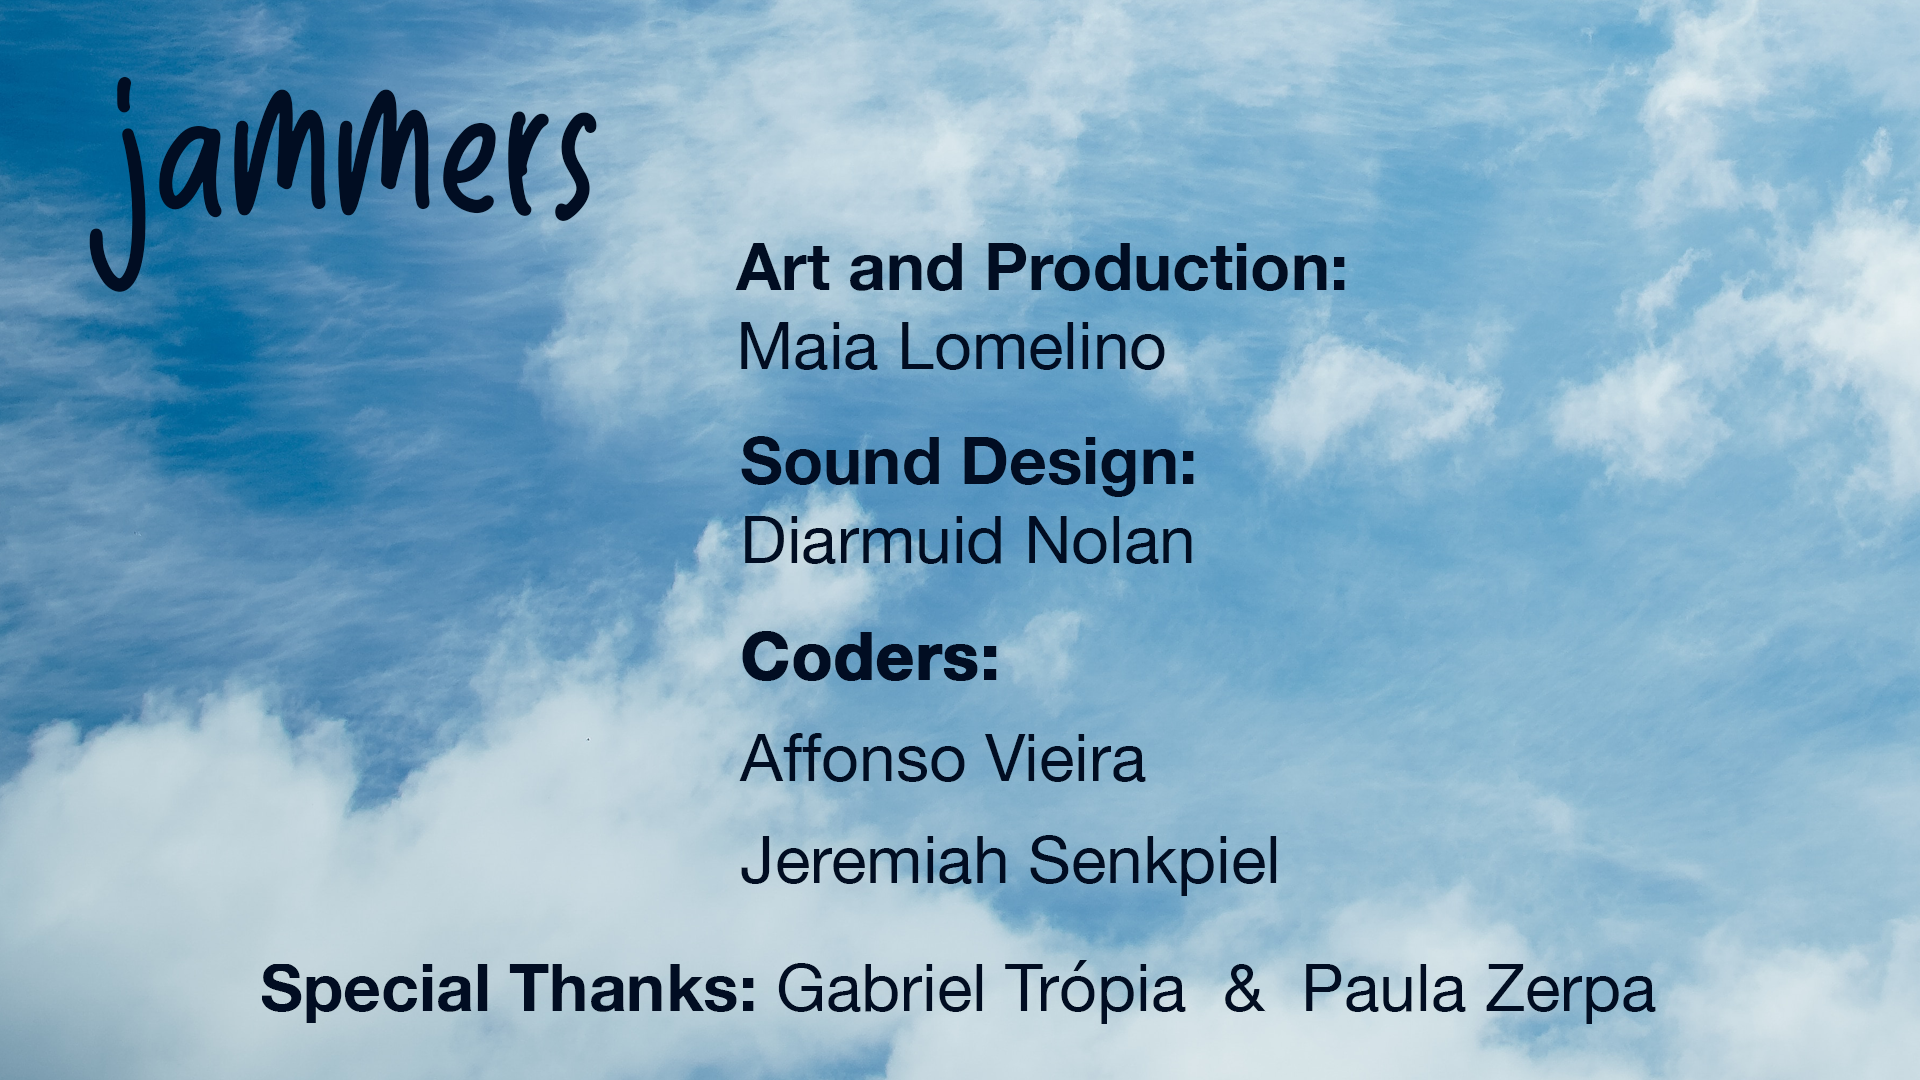 jammers
Art and Production:
Maia Lomelino
Sound Design:
Diarmuid Nolan
Coders:
Affonso Vieira
Jeremiah Senkpiel
Special Thanks: Gabriel Trópia & Paula Zerpa